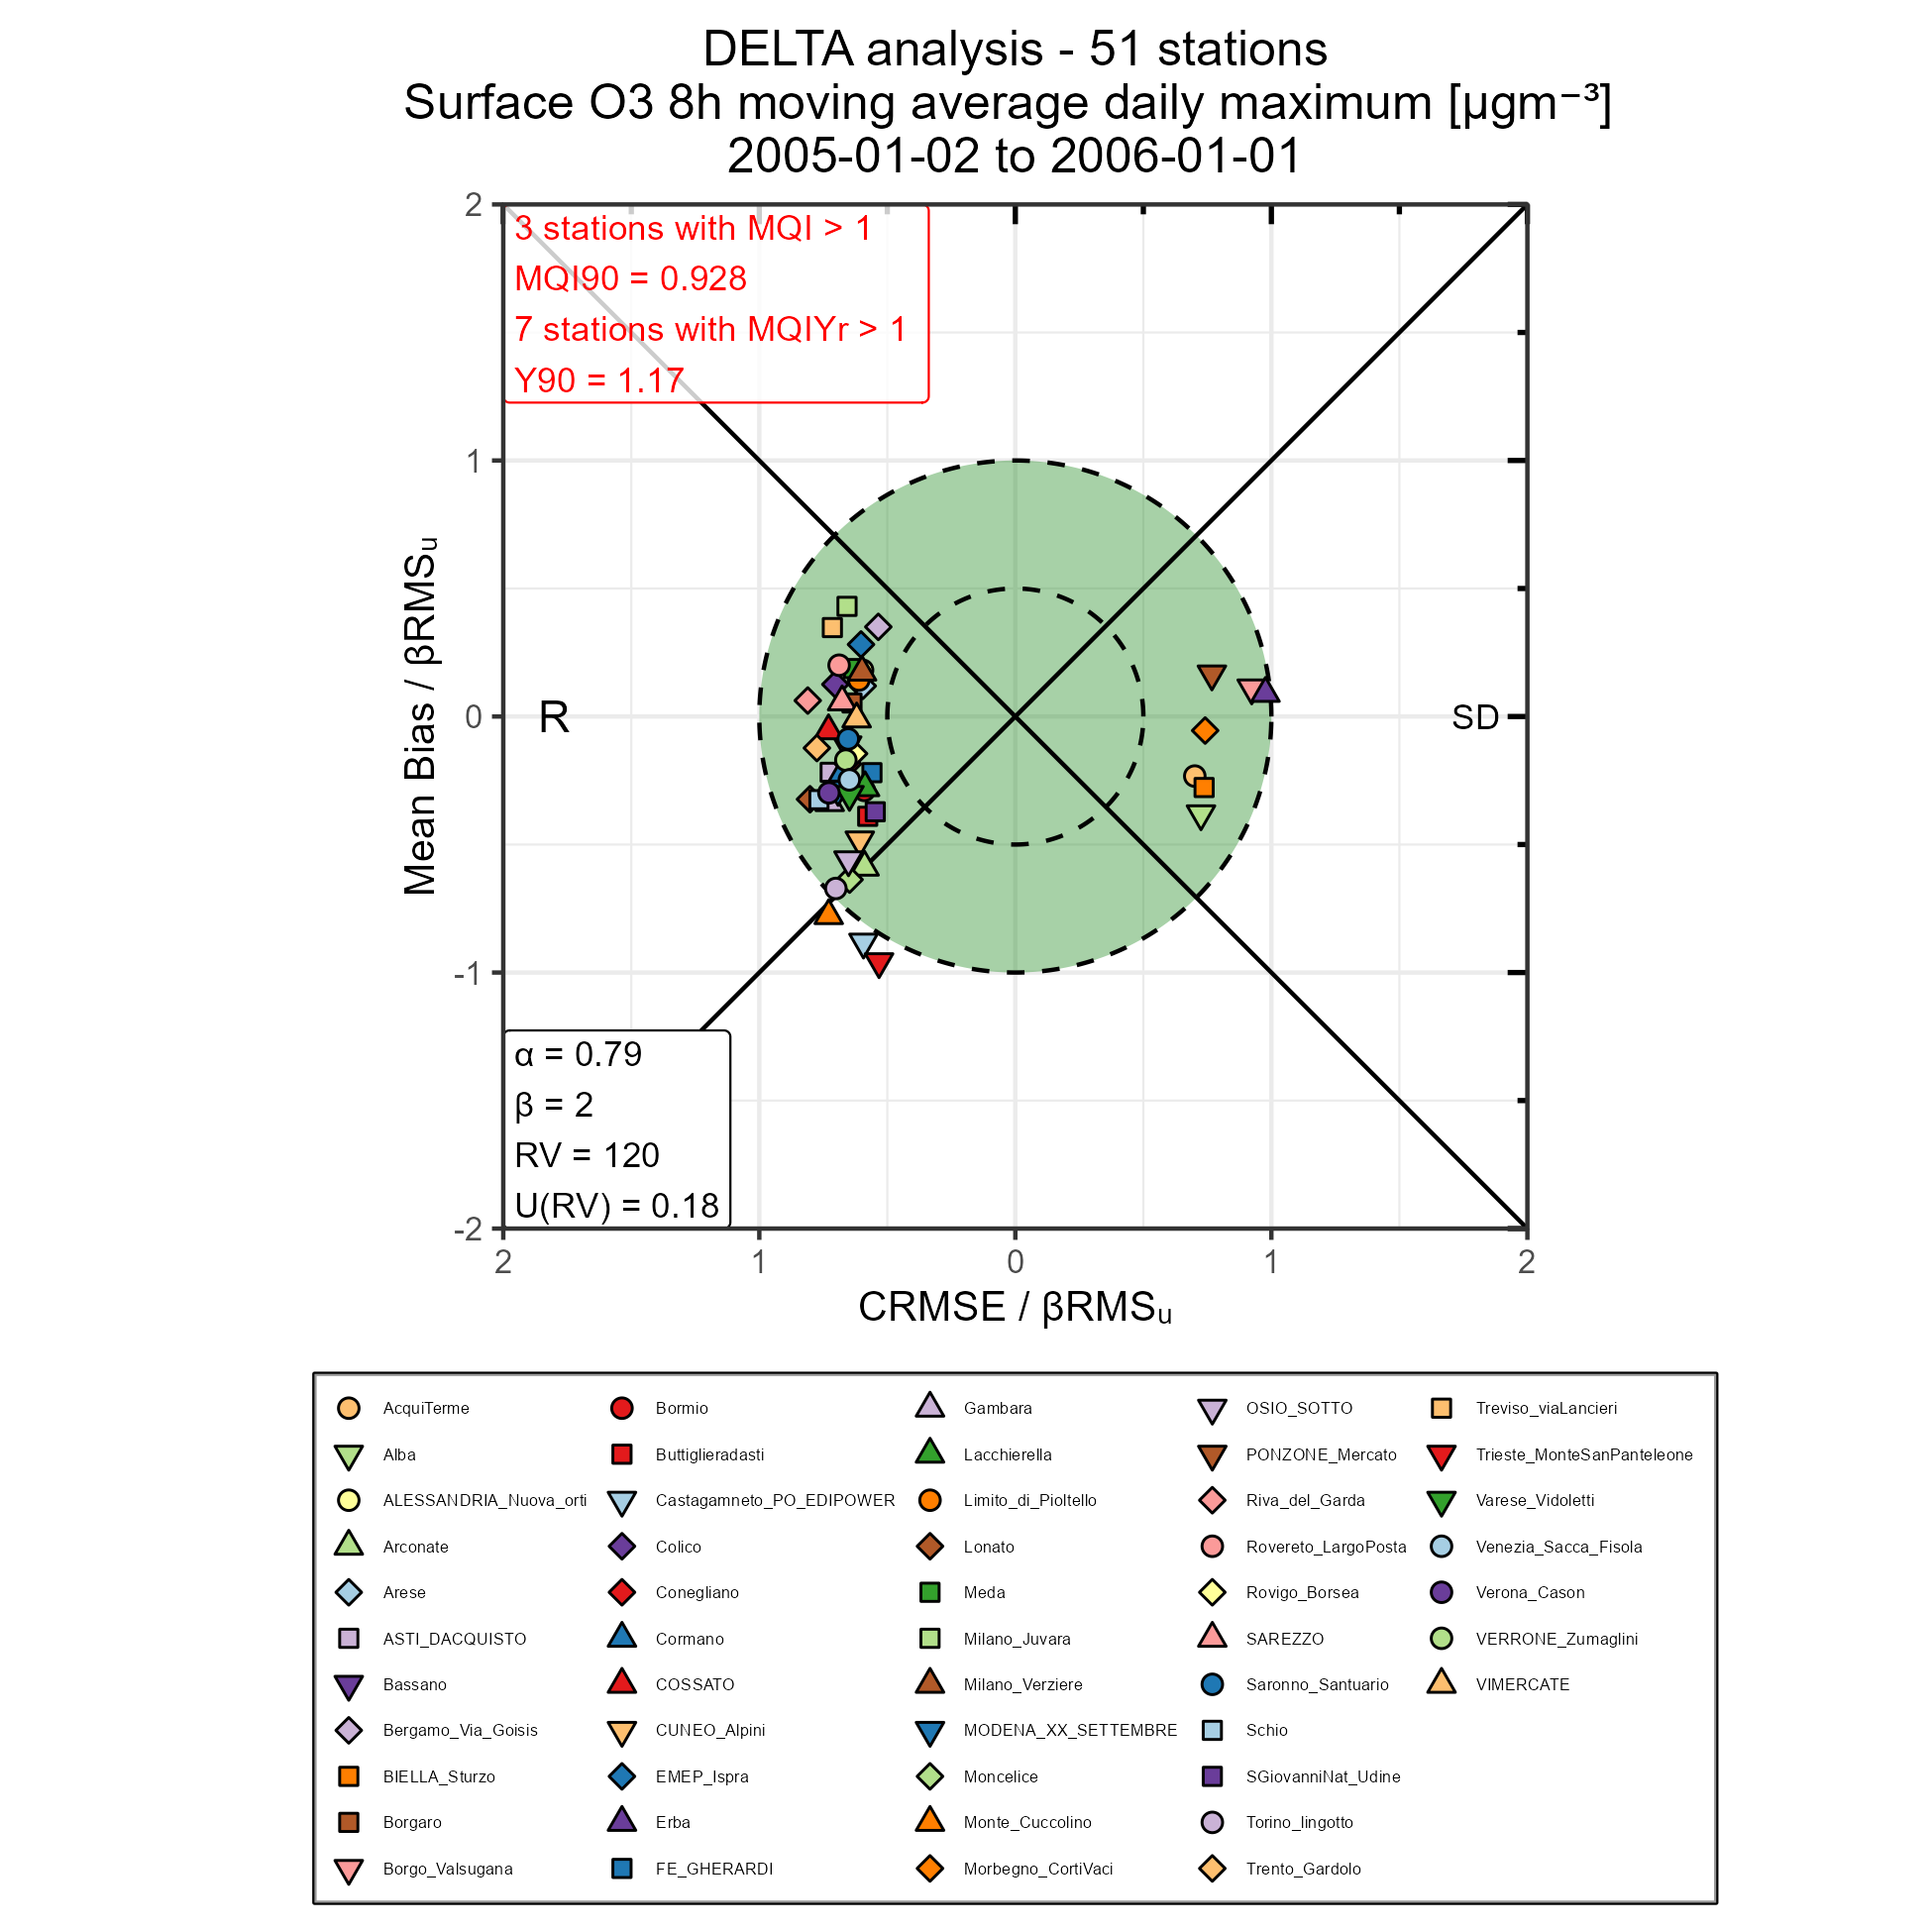 DELTA analysis - 51 stations
Surface O3 8h moving average daily maximum [µgm⁻³]
2005-01-02 to 2006-01-01
3 stations with MQI > 1
MQI90 = 0.928
7 stations with MQIYr > 1
Y90 = 1.17
2
1
0
-1
-2
Mean Bias / βRMSᵤ
R
SD
α = 0.79
β = 2
RV = 120
U(RV) = 0.18
2 1 0 1 2
CRMSE / βRMSᵤ
AcquiTerme
Alba
ALESSANDRIA_Nuova_orti
Arconate
Arese
ASTI_DACQUISTO
Bassano
Bergamo_Via_Goisis
BIELLA_Sturzo
Borgaro
Borgo_Valsugana
Bormio
Buttiglieradasti
Castagamneto_PO_EDIPOWER
Colico
Conegliano
Cormano
COSSATO
CUNEO_Alpini
EMEP_Ispra
Erba
FE_GHERARDI
Gambara
Lacchierella
Limito_di_Pioltello
Lonato
Meda
Milano_Juvara
Milano_Verziere
MODENA_XX_SETTEMBRE
Moncelice
Monte_Cuccolino
Morbegno_CortiVaci
OSIO_SOTTO
PONZONE_Mercato
Riva_del_Garda
Rovereto_LargoPosta
Rovigo_Borsea
SAREZZO
Saronno_Santuario
Schio
SGiovanniNat_Udine
Torino_lingotto
Trento_Gardolo
Treviso_viaLancieri
Trieste_MonteSanPanteleone
Varese_Vidoletti
Venezia_Sacca_Fisola
Verona_Cason
VERRONE_Zumaglini
VIMERCATE